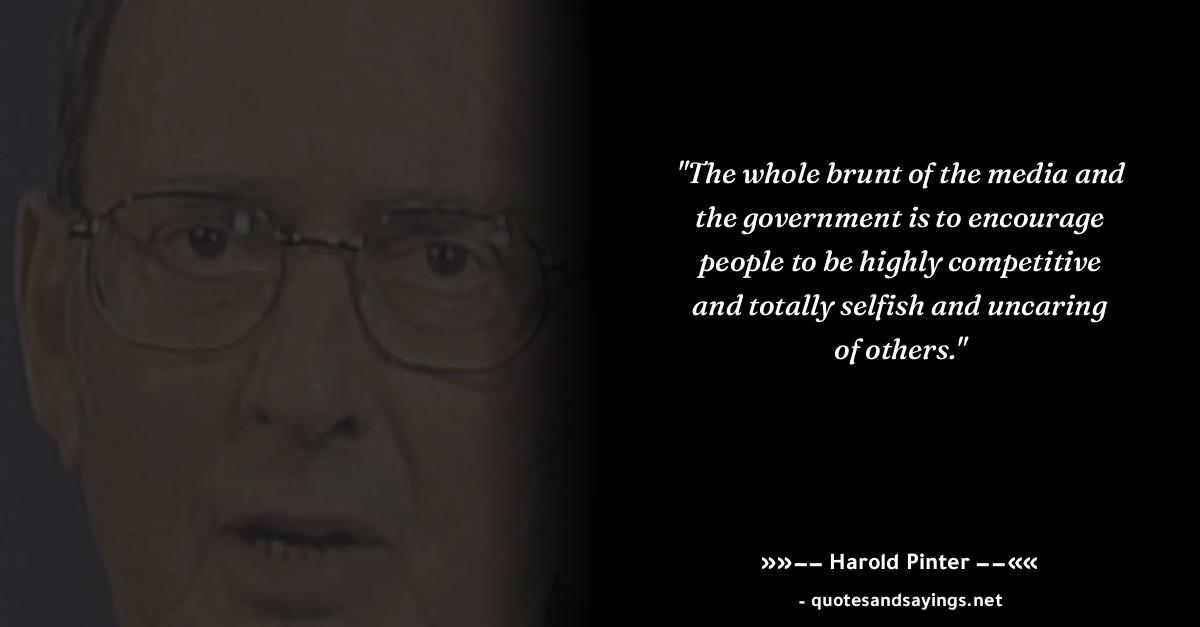 "The whole brunt of the media and
the government is to encourage
people to be highly competitive
and totally selfish and uncaring
of others."
»»—— Harold Pinter ——««
- quotesandsayings.net